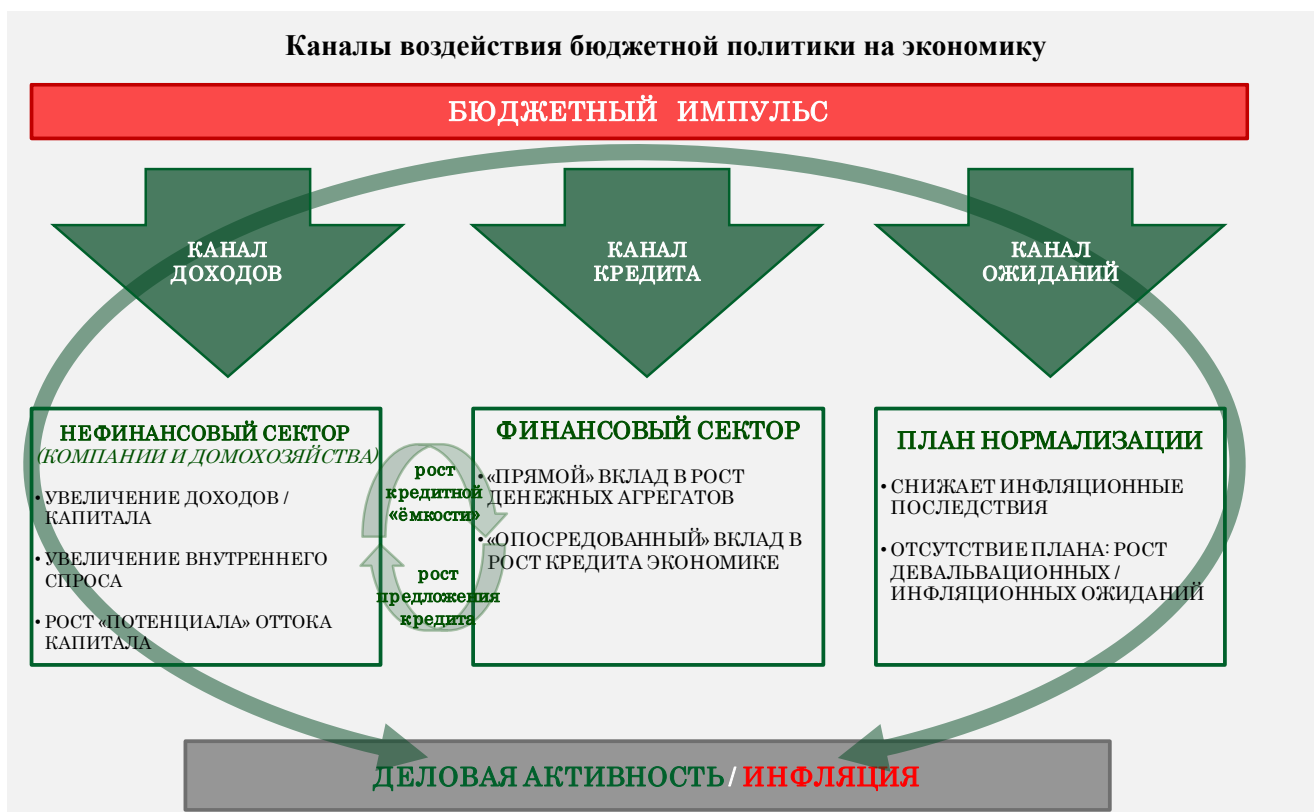 Каналы воздействия бюджетной политики на экономику
БЮДЖЕТНЫЙ ИМПУЛЬС
КАНАЛ
ДОХОДОВ
КАНАЛ
КРЕДИТА
КАНАЛ
ОЖИДАНИЙ
НЕФИНАНСОВЫЙ СЕКТОР
(КОМПАНИИ И ДОМОХОЗЯЙСТВА)
• УВЕЛИЧЕНИЕ ДОХОДОВ /
КАПИТАЛА
• УВЕЛИЧЕНИЕ ВНУТРЕННЕГО
СПРОСА
• РОСТ «ПОТЕНЦИАЛА» ОТТОКА
КАПИТАЛА
рост
кредитной
«ёмкости»
рост
предложения
кредита
ФИНАНСОВЫЙ СЕКТОР
• «ПРЯМОЙ» ВКЛАД В РОСТ
ДЕНЕЖНЫХ АГРЕГАТОВ
• «ОПОСРЕДОВАННЫЙ» ВКЛАД В
РОСТ КРЕДИТА ЭКОНОМИКЕ
ПЛАН НОРМАЛИЗАЦИИ
• СНИЖАЕТ ИНФЛЯЦИОННЫЕ
ПОСЛЕДСТВИЯ
• ОТСУТСТВИЕ ПЛАНА: РОСТ
ДЕВАЛЬВАЦИОННЫХ /
ИНФЛЯЦИОННЫХ ОЖИДАНИЙ
ДЕЛОВАЯ АКТИВНОСТЬ / ИНФЛЯЦИЯ